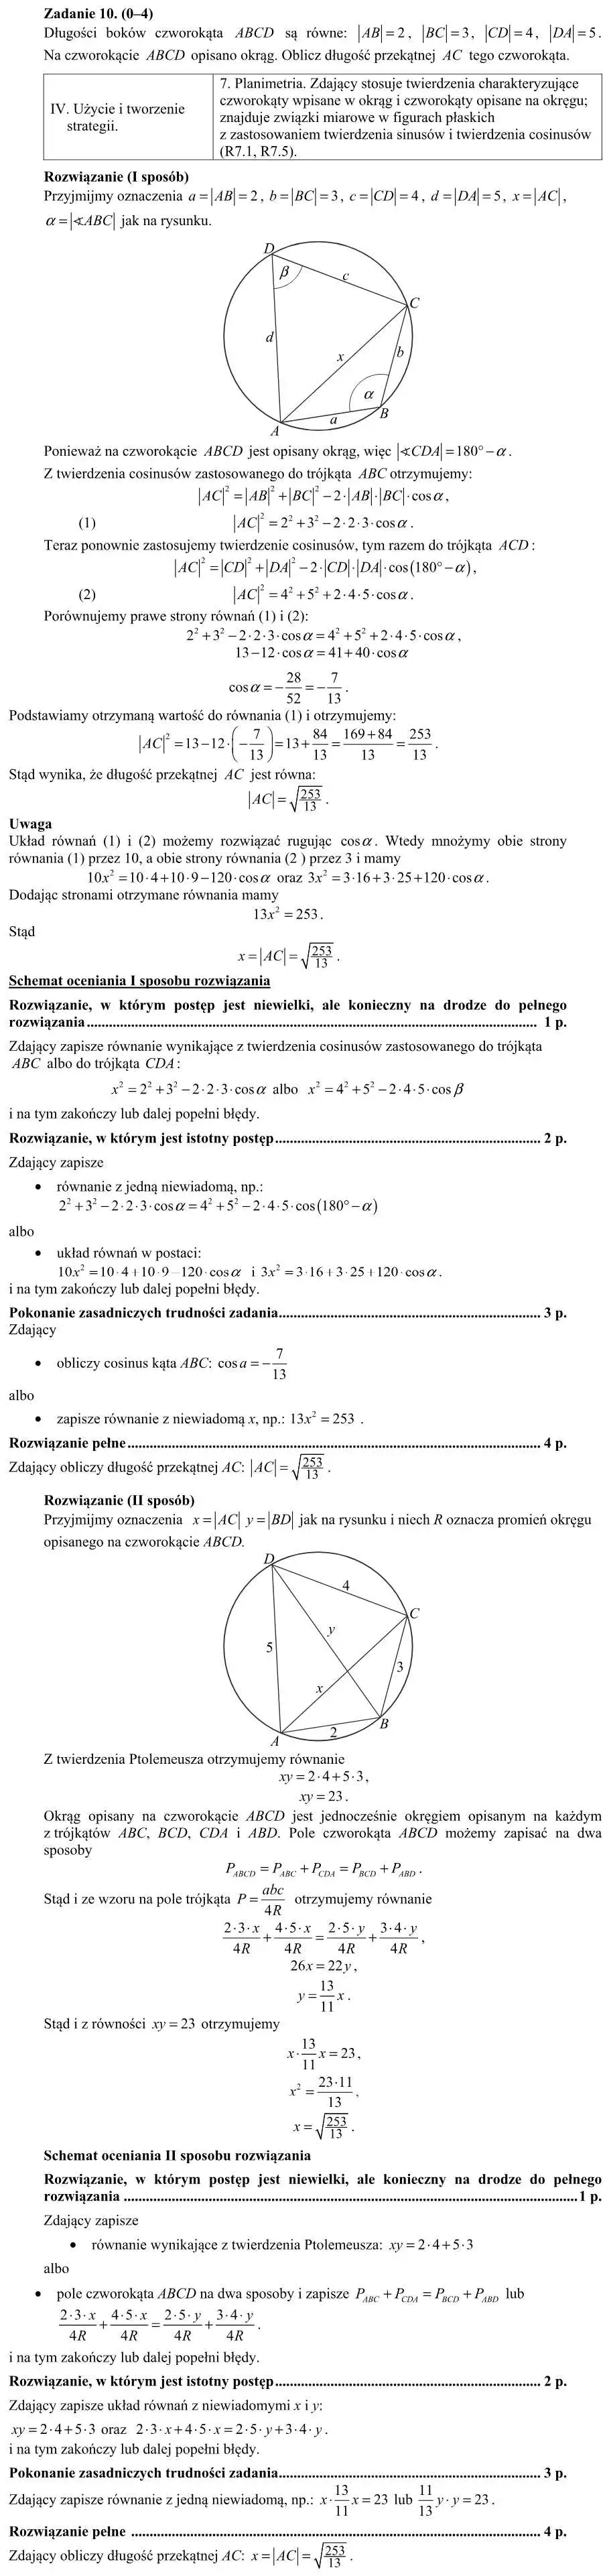 Zadanie 10. (0–4)
Długości boków czworokąta ABCD są równe: |AB| = 2, |BC| = 3, |CD| = 4, |DA| = 5.
Na czworokącie ABCD opisano okrąg. Oblicz długość przekątnej AC tego czworokąta.
IV. Użycie i tworzenie strategii.
7. Planimetria. Zdający stosuje twierdzenia charakteryzujące
czworokąty wpisane w okrąg i czworokąty opisane na okręgu;
znajduje związki miarowe w figurach płaskich
z zastosowaniem twierdzenia sinusów i twierdzenia cosinusów
(R7.1, R7.5).
Rozwiązanie (I sposób)
Przyjmijmy oznaczenia a = |AB| = 2, b = |BC| = 3, c = |CD| = 4, d = |DA| = 5, x = |AC|,
α = |∢ABC| jak na rysunku.
D
β
c
C
d
x
b
α
a
B
A
Ponieważ na czworokącie ABCD jest opisany okrąg, więc |∢CDA| = 180° − α.
Z twierdzenia cosinusów zastosowanego do trójkąta ABC otrzymujemy:
|AC|² = |AB|² + |BC|² − 2·|AB|·|BC|·cos α,
(1) |AC|² = 2² + 3² − 2·2·3·cos α.
Teraz ponownie zastosujemy twierdzenie cosinusów, tym razem do trójkąta ACD:
|AC|² = |CD|² + |DA|² − 2·|CD|·|DA|·cos(180° − α),
(2) |AC|² = 4² + 5² + 2·4·5·cos α.
Porównujemy prawe strony równań (1) i (2):
2² + 3² − 2·2·3·cos α = 4² + 5² + 2·4·5·cos α,
13 − 12·cos α = 41 + 40·cos α
cos α = −28/52 = −7/13.
Podstawiamy otrzymaną wartość do równania (1) i otrzymujemy:
|AC|² = 13 − 12·(−7/13) = 13 + 84/13 = (169 + 84)/13 = 253/13.
Stąd wynika, że długość przekątnej AC jest równa:
|AC| = √(253/13).
Uwaga
Układ równań (1) i (2) możemy rozwiązać rugując cos α. Wtedy mnożymy obie strony
równania (1) przez 10, a obie strony równania (2 ) przez 3 i mamy
10x² = 10·4 + 10·9 − 120·cos α oraz 3x² = 3·16 + 3·25 + 120·cos α.
Dodając stronami otrzymane równania mamy
13x² = 253.
Stąd
x = |AC| = √(253/13).
Schemat oceniania I sposobu rozwiązania
Rozwiązanie, w którym postęp jest niewielki, ale konieczny na drodze do pełnego
rozwiązania ........ 1 p.
Zdający zapisze równanie wynikające z twierdzenia cosinusów zastosowanego do trójkąta
ABC albo do trójkąta CDA:
x² = 2² + 3² − 2·2·3·cos α albo x² = 4² + 5² − 2·4·5·cos β
i na tym zakończy lub dalej popełni błędy.
Rozwiązanie, w którym jest istotny postęp ........ 2 p.
Zdający zapisze
• równanie z jedną niewiadomą, np.:
2² + 3² − 2·2·3·cos α = 4² + 5² − 2·4·5·cos(180° − α)
albo
• układ równań w postaci:
10x² = 10·4 + 10·9 − 120·cos α i 3x² = 3·16 + 3·25 + 120·cos α.
i na tym zakończy lub dalej popełni błędy.
Pokonanie zasadniczych trudności zadania ........ 3 p.
Zdający
• obliczy cosinus kąta ABC: cos a = −7/13
albo
• zapisze równanie z niewiadomą x, np.: 13x² = 253 .
Rozwiązanie pełne ........ 4 p.
Zdający obliczy długość przekątnej AC: |AC| = √(253/13).
Rozwiązanie (II sposób)
Przyjmijmy oznaczenia x = |AC| y = |BD| jak na rysunku i niech R oznacza promień okręgu
opisanego na czworokącie ABCD.
D
4
C
y
5
3
x
B
2
A
Z twierdzenia Ptolemeusza otrzymujemy równanie
xy = 2·4 + 5·3,
xy = 23.
Okrąg opisany na czworokącie ABCD jest jednocześnie okręgiem opisanym na każdym
z trójkątów ABC, BCD, CDA i ABD. Pole czworokąta ABCD możemy zapisać na dwa
sposoby
P_ABCD = P_ABC + P_CDA = P_BCD + P_ABD.
Stąd i ze wzoru na pole trójkąta P = abc/4R otrzymujemy równanie
2·3·x/4R + 4·5·x/4R = 2·5·y/4R + 3·4·y/4R,
26x = 22y,
y = 13/11 x.
Stąd i z równości xy = 23 otrzymujemy
x·13/11 x = 23,
x² = 23·11/13,
x = √(253/13).
Schemat oceniania II sposobu rozwiązania
Rozwiązanie, w którym postęp jest niewielki, ale konieczny na drodze do pełnego
rozwiązania ........ 1 p.
Zdający zapisze
• równanie wynikające z twierdzenia Ptolemeusza: xy = 2·4 + 5·3
albo
• pole czworokąta ABCD na dwa sposoby i zapisze P_ABC + P_CDA = P_BCD + P_ABD lub
2·3·x/4R + 4·5·x/4R = 2·5·y/4R + 3·4·y/4R.
i na tym zakończy lub dalej popełni błędy.
Rozwiązanie, w którym jest istotny postęp ........ 2 p.
Zdający zapisze układ równań z niewiadomymi x i y:
xy = 2·4 + 5·3 oraz 2·3·x + 4·5·x = 2·5·y + 3·4·y.
i na tym zakończy lub dalej popełni błędy.
Pokonanie zasadniczych trudności zadania ........ 3 p.
Zdający zapisze równanie z jedną niewiadomą, np.: x·13/11 x = 23 lub 11/13 y·y = 23.
Rozwiązanie pełne ........ 4 p.
Zdający obliczy długość przekątnej AC: x = |AC| = √(253/13).